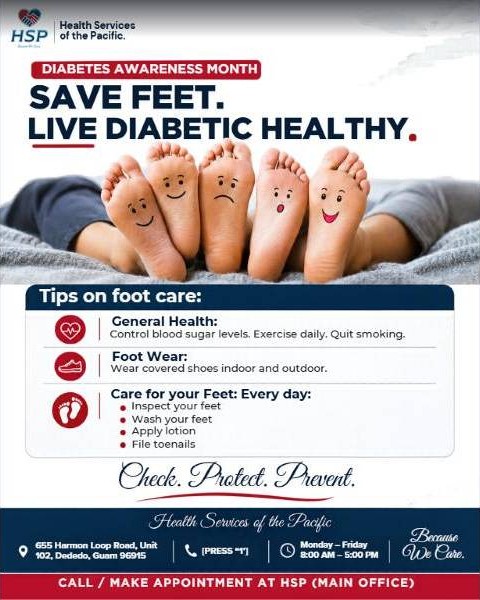 HSP
Health Services
of the Pacific.
DIABETES AWARENESS MONTH
SAVE FEET.
LIVE DIABETIC HEALTHY.
Tips on foot care:
General Health:
Control blood sugar levels. Exercise daily. Quit smoking.
Foot Wear:
Wear covered shoes indoor and outdoor.
Care for your Feet: Every day:
Inspect your feet
Wash your feet
Apply lotion
File toenails
Check. Protect. Prevent.
Health Services of the Pacific
655 Harmon Loop Road, Unit
102, Dededo, Guam 96915
[PRESS "1"]
Monday – Friday
8:00 AM – 5:00 PM
Because
We Care.
CALL / MAKE APPOINTMENT AT HSP (MAIN OFFICE)